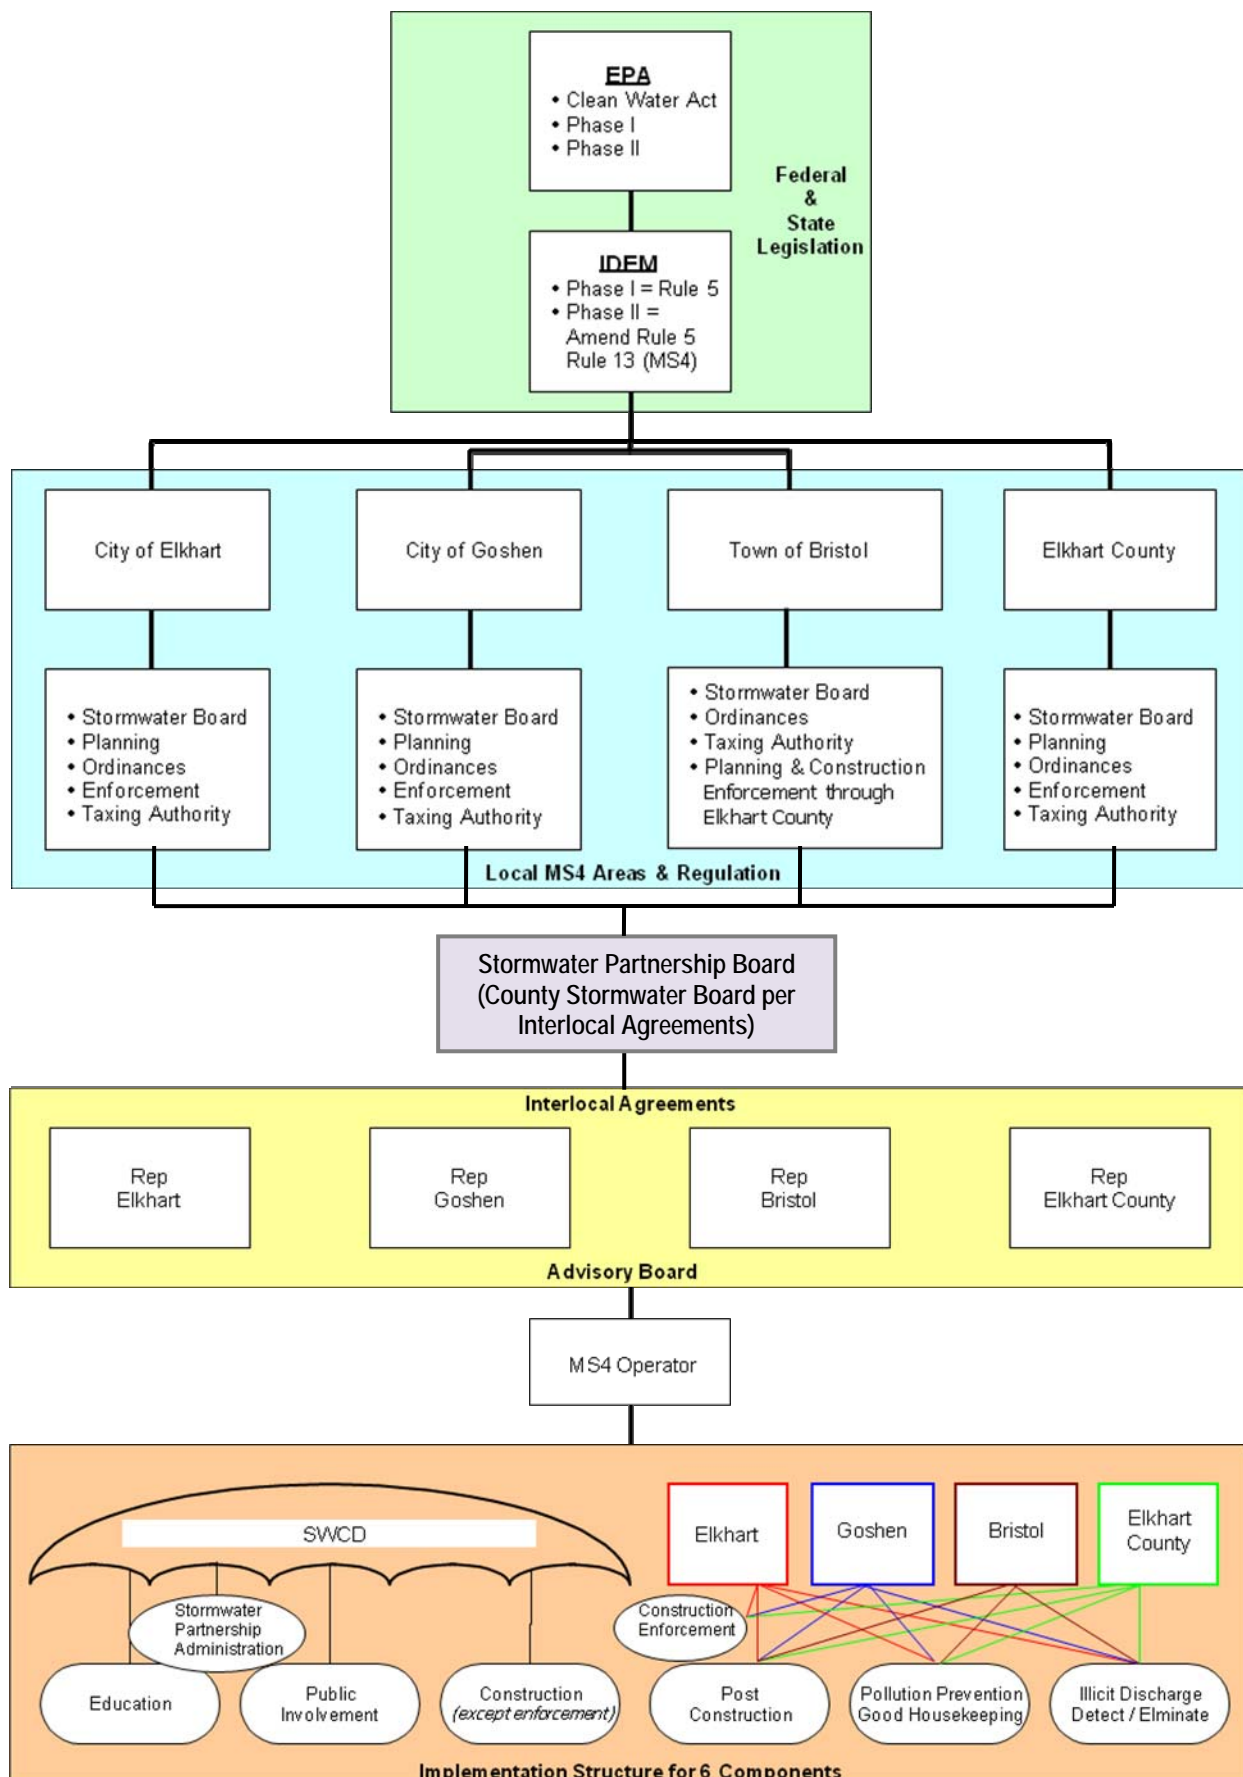 EPA
• Clean Water Act
• Phase I
• Phase II
Federal
&
State
Legislation
IDEM
• Phase I = Rule 5
• Phase II =
Amend Rule 5
Rule 13 (MS4)
City of Elkhart
City of Goshen
Town of Bristol
Elkhart County
• Stormwater Board
• Planning
• Ordinances
• Enforcement
• Taxing Authority
• Stormwater Board
• Planning
• Ordinances
• Enforcement
• Taxing Authority
• Stormwater Board
• Ordinances
• Taxing Authority
• Planning & Construction
Enforcement through
Elkhart County
• Stormwater Board
• Planning
• Ordinances
• Enforcement
• Taxing Authority
Local MS4 Areas & Regulation
Stormwater Partnership Board
(County Stormwater Board per
Interlocal Agreements)
Interlocal Agreements
Rep
Elkhart
Rep
Goshen
Rep
Bristol
Rep
Elkhart County
Advisory Board
MS4 Operator
SWCD
Elkhart
Goshen
Bristol
Elkhart
County
Stormwater
Partnership
Administration
Construction
Enforcement
Education
Public
Involvement
Construction
(except enforcement)
Post
Construction
Pollution Prevention
Good Housekeeping
Illicit Discharge
Detect / Elminate
Implementation Structure for 6 Components